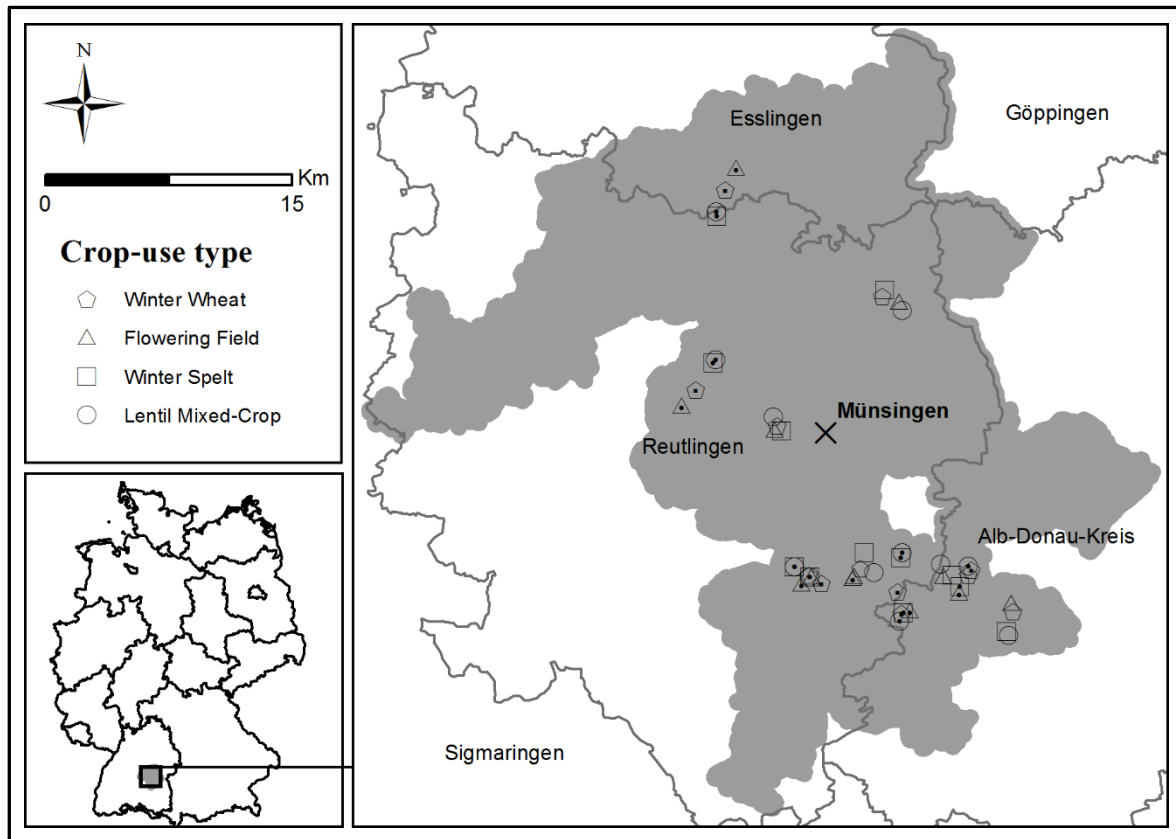 N
Km
0 15
Crop-use type
Winter Wheat
Flowering Field
Winter Spelt
Lentil Mixed-Crop
Esslingen
Göppingen
Münsingen
Reutlingen
Alb-Donau-Kreis
Sigmaringen